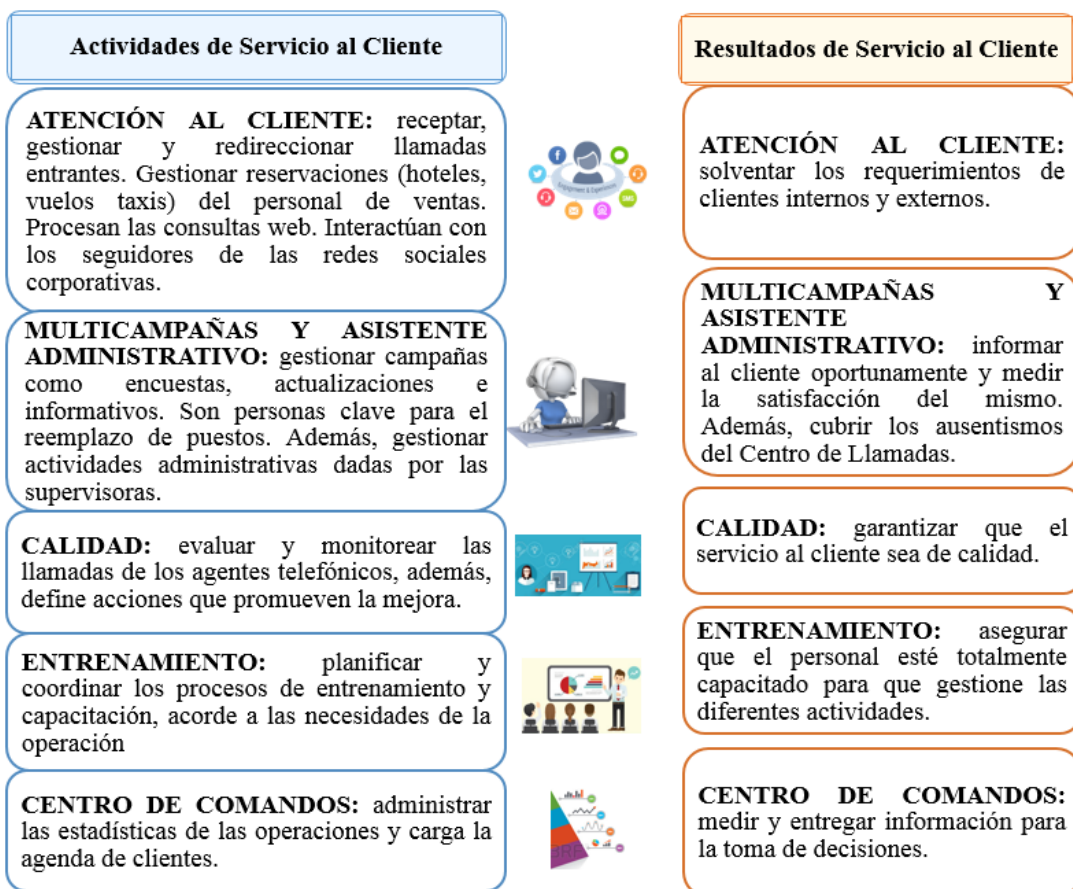 Actividades de Servicio al Cliente
ATENCIÓN AL CLIENTE: receptar,
gestionar y redireccionar llamadas
entrantes. Gestionar reservaciones (hoteles,
vuelos taxis) del personal de ventas.
Procesan las consultas web. Interactúan con
los seguidores de las redes sociales
corporativas.
MULTICAMPAÑAS Y ASISTENTE
ADMINISTRATIVO: gestionar campañas
como encuestas, actualizaciones e
informativos. Son personas clave para el
reemplazo de puestos. Además, gestionar
actividades administrativas dadas por las
supervisoras.
CALIDAD: evaluar y monitorear las
llamadas de los agentes telefónicos, además,
define acciones que promueven la mejora.
ENTRENAMIENTO: planificar y
coordinar los procesos de entrenamiento y
capacitación, acorde a las necesidades de la
operación
CENTRO DE COMANDOS: administrar
las estadísticas de las operaciones y carga la
agenda de clientes.
SMS
Resultados de Servicio al Cliente
ATENCIÓN AL CLIENTE:
solventar los requerimientos de
clientes internos y externos.
MULTICAMPAÑAS Y
ASISTENTE
ADMINISTRATIVO: informar
al cliente oportunamente y medir
la satisfacción del mismo.
Además, cubrir los ausentismos
del Centro de Llamadas.
CALIDAD: garantizar que el
servicio al cliente sea de calidad.
ENTRENAMIENTO: asegurar
que el personal esté totalmente
capacitado para que gestione las
diferentes actividades.
CENTRO DE COMANDOS:
medir y entregar información para
la toma de decisiones.